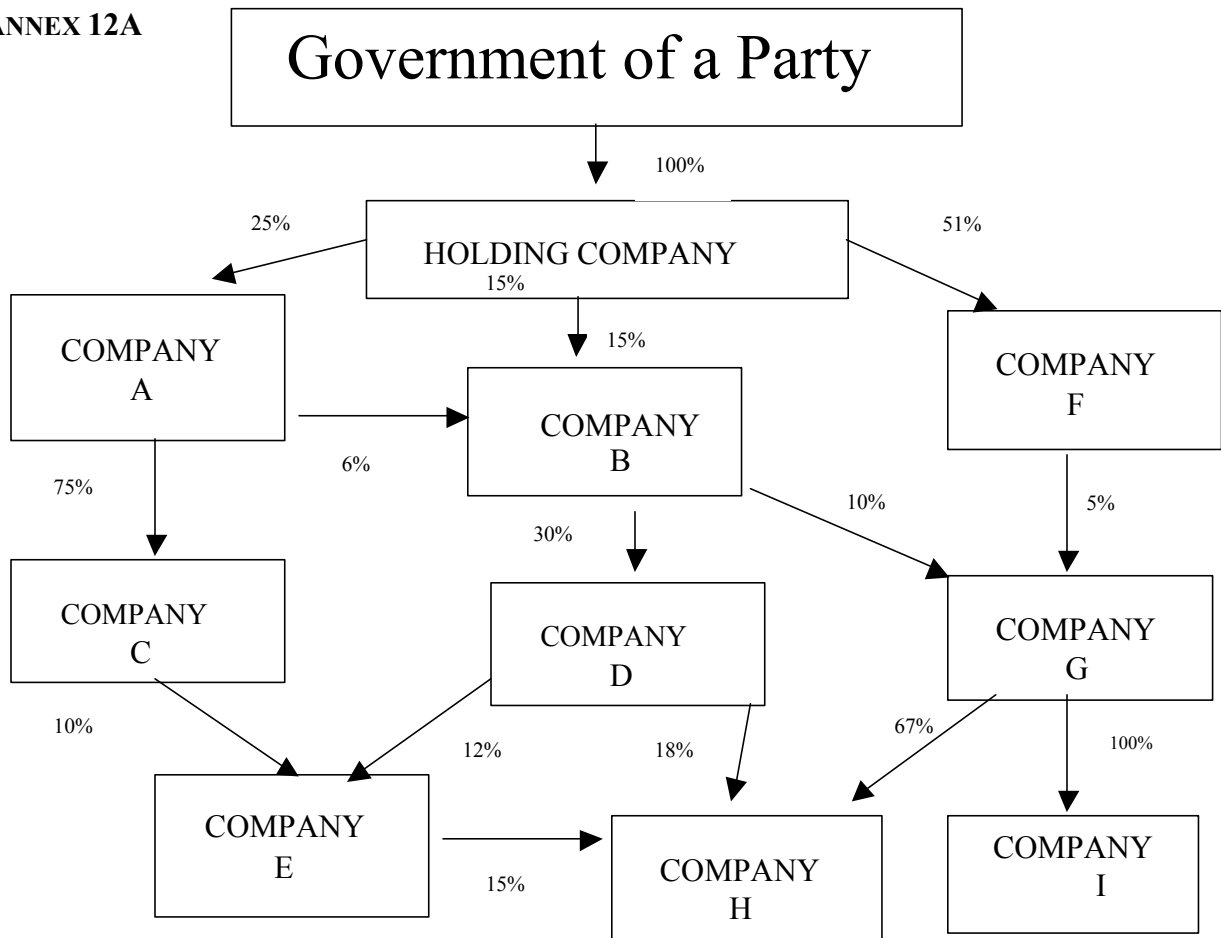 ANNEX 12A
Government of a Party
100%
25%
HOLDING COMPANY
51%
15%
15%
COMPANY
A
COMPANY
F
COMPANY
B
6%
75%
30%
10%
5%
COMPANY
C
COMPANY
D
COMPANY
G
10%
12%
18%
67%
100%
COMPANY
E
COMPANY
H
COMPANY
I
15%